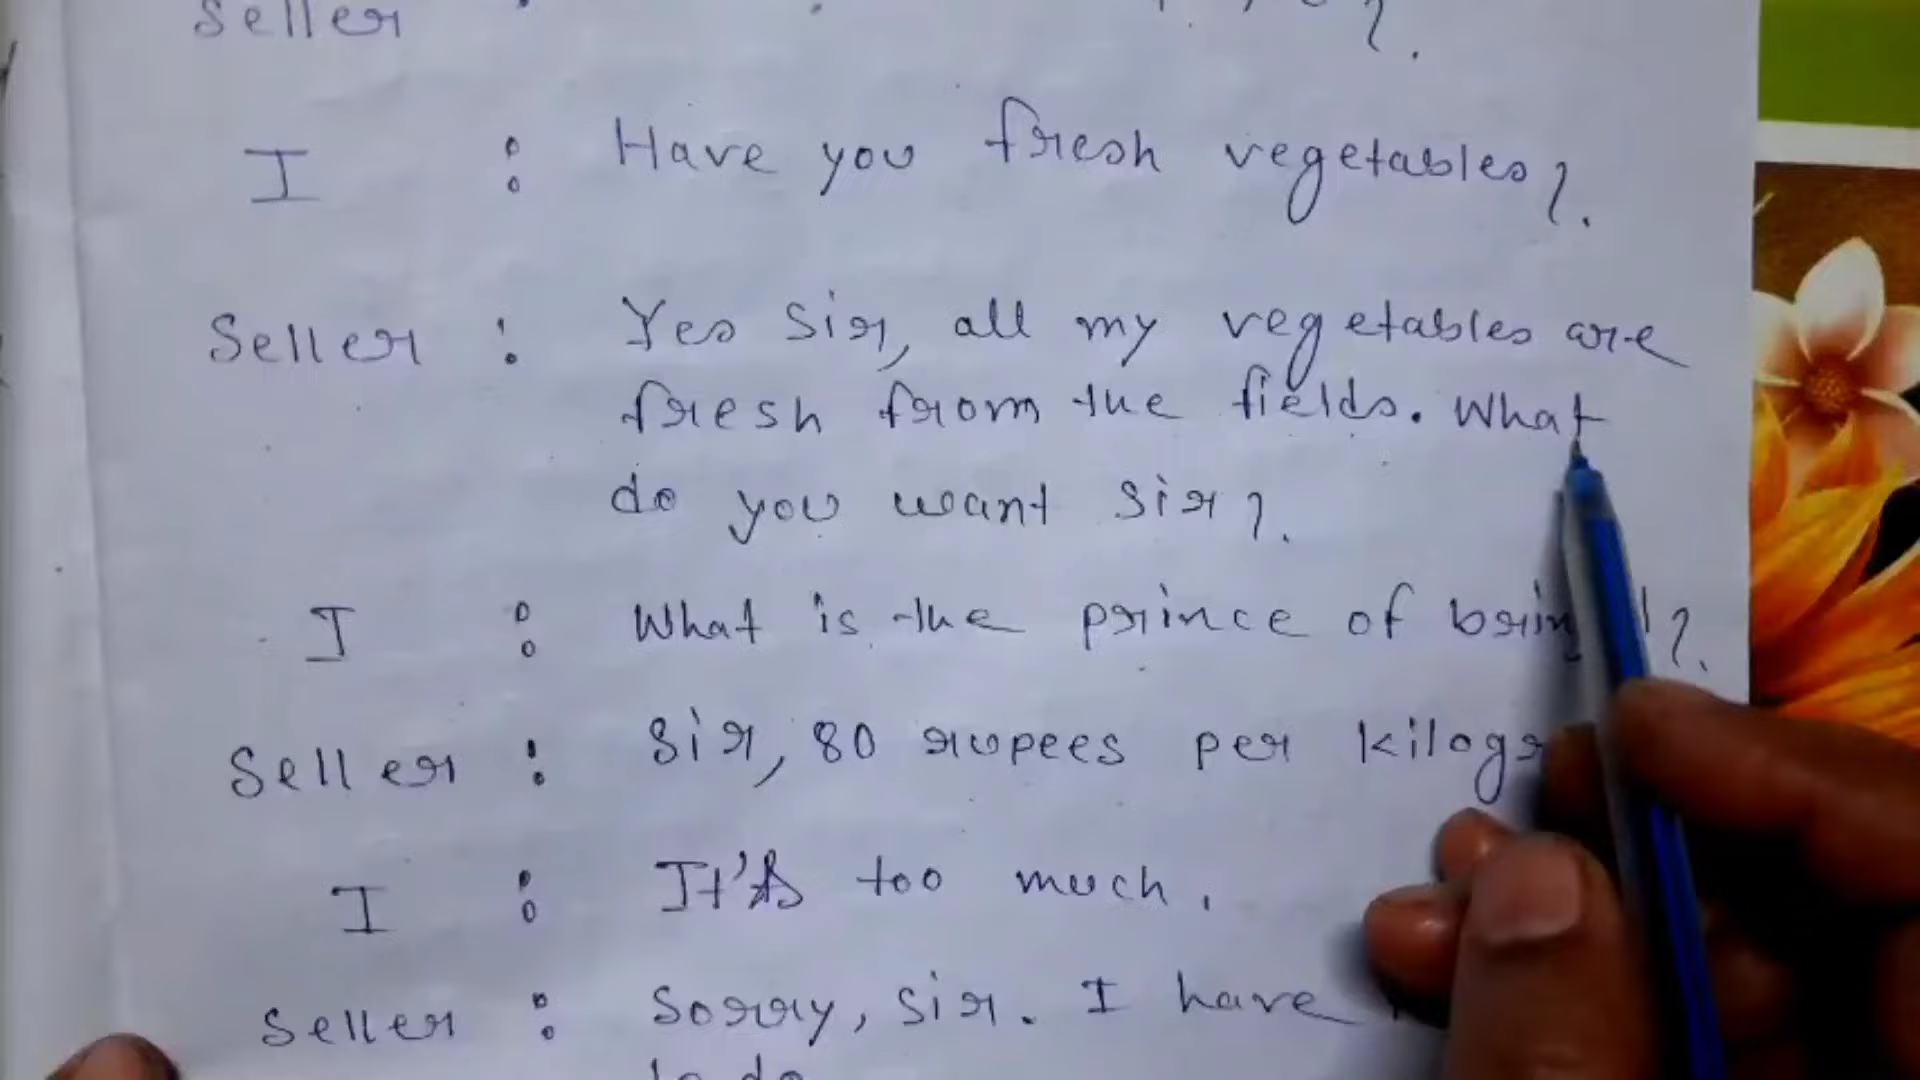 Seller
I : Have you fresh vegetables?
Seller : Yes Sir, all my vegetables are
fresh from the fields. What
do you want sir?
I : What is the prince of
Seller : Sir, 80 rupees per
I : It's too much.
Seller : Sorry, sir. I have
to do